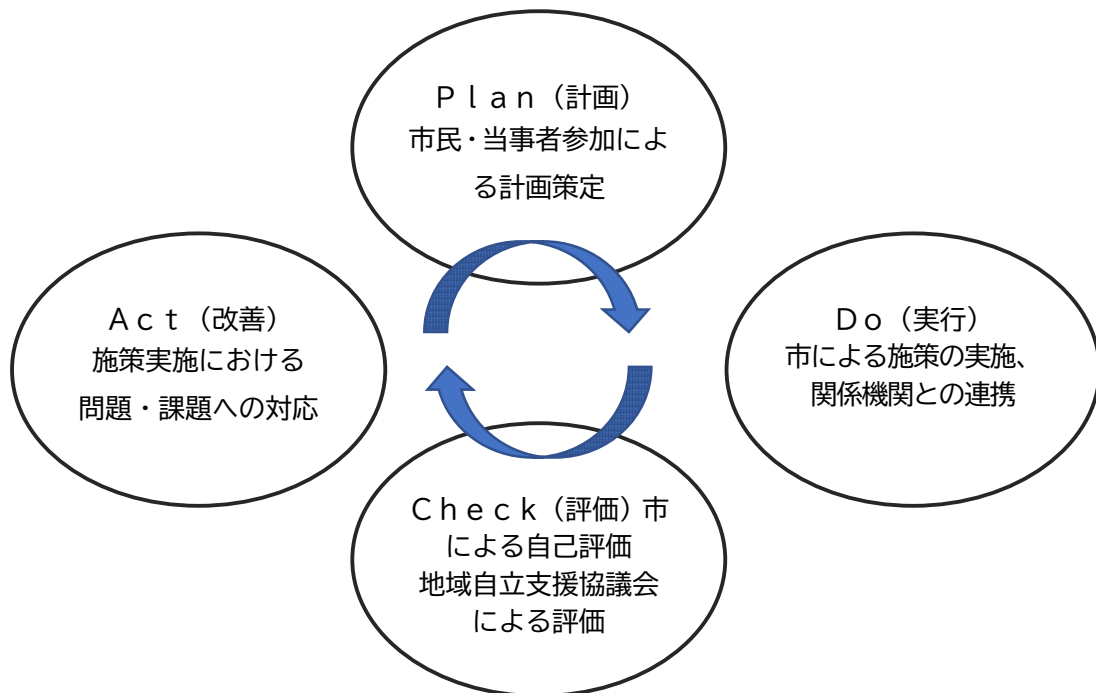 Ｐｌａｎ（計画）
市民・当事者参加によ
る計画策定
Ａｃｔ（改善）
施策実施における
問題・課題への対応
Ｄｏ（実行）
市による施策の実施、
関係機関との連携
Ｃｈｅｃｋ（評価）市
による自己評価
地域自立支援協議会
による評価